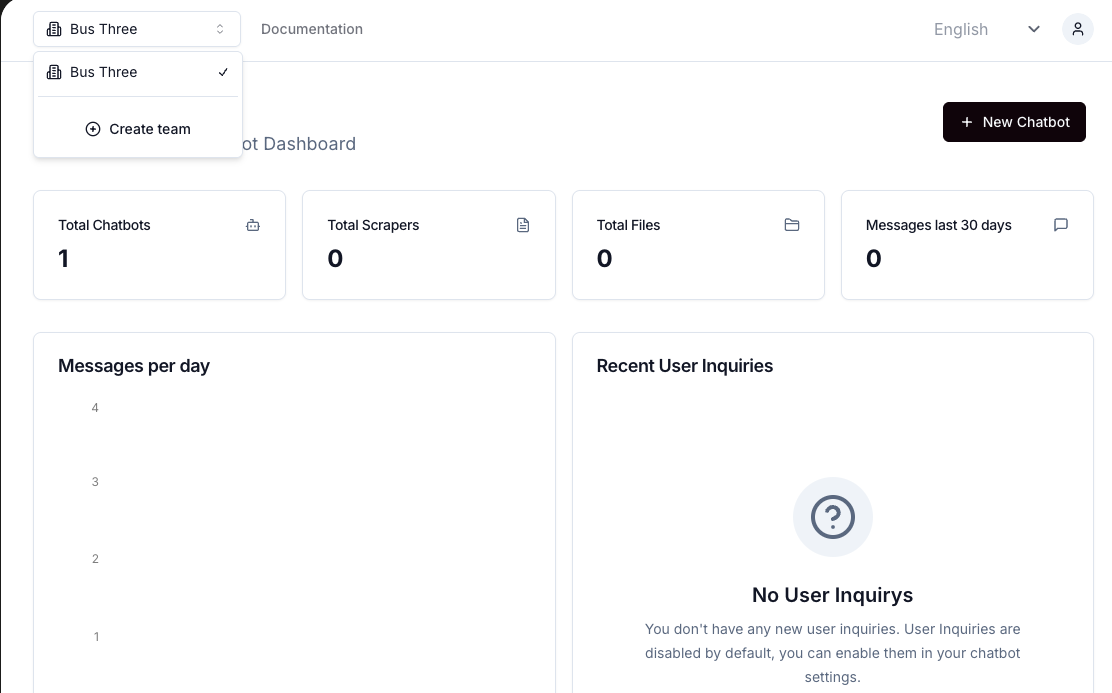 Bus Three
Documentation
English
Bus Three
Create team
ot Dashboard
New Chatbot
Total Chatbots
1
Total Scrapers
0
Total Files
0
Messages last 30 days
0
Messages per day
4
3
2
1
Recent User Inquiries
No User Inquirys
You don't have any new user inquiries. User Inquiries are
disabled by default, you can enable them in your chatbot
settings.